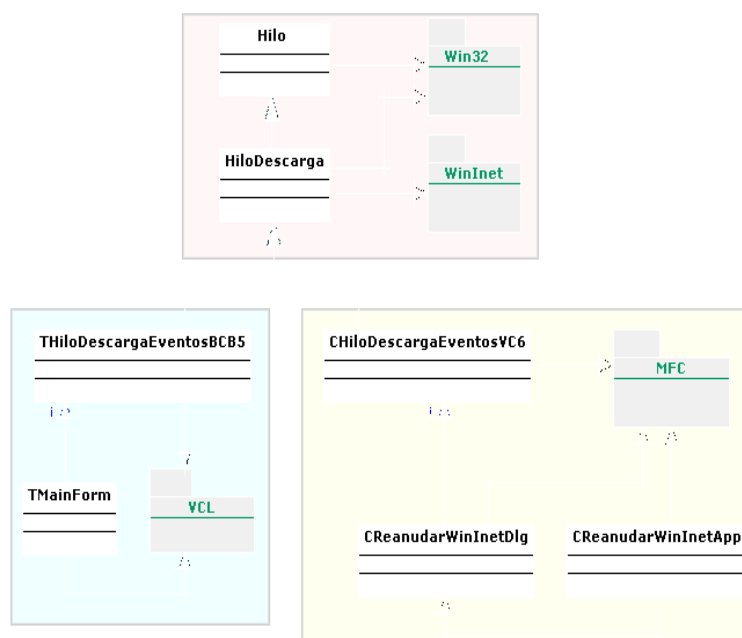 Hilo
Win32
HiloDescarga
WinInet
THiloDescargaEventosBCB5
CHiloDescargaEventosVC6
MFC
TMainForm
VCL
CReanudarWinInetDlg
CReanudarWinInetApp